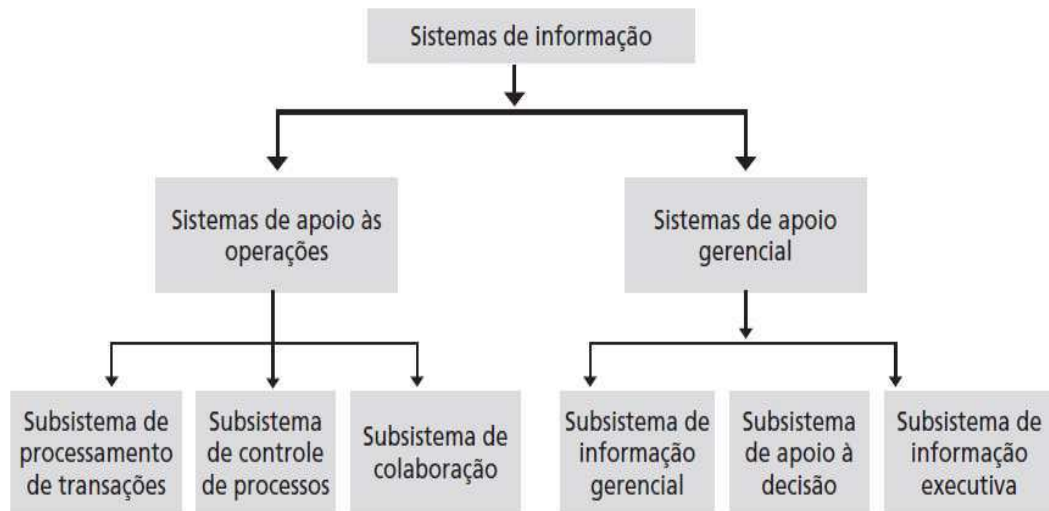 Sistemas de informação
Sistemas de apoio às
operações
Sistemas de apoio
gerencial
Subsistema de
processamento
de transações
Subsistema
de controle
de processos
Subsistema de
colaboração
Subsistema de
informação
gerencial
Subsistema
de apoio à
decisão
Subsistema de
informação
executiva